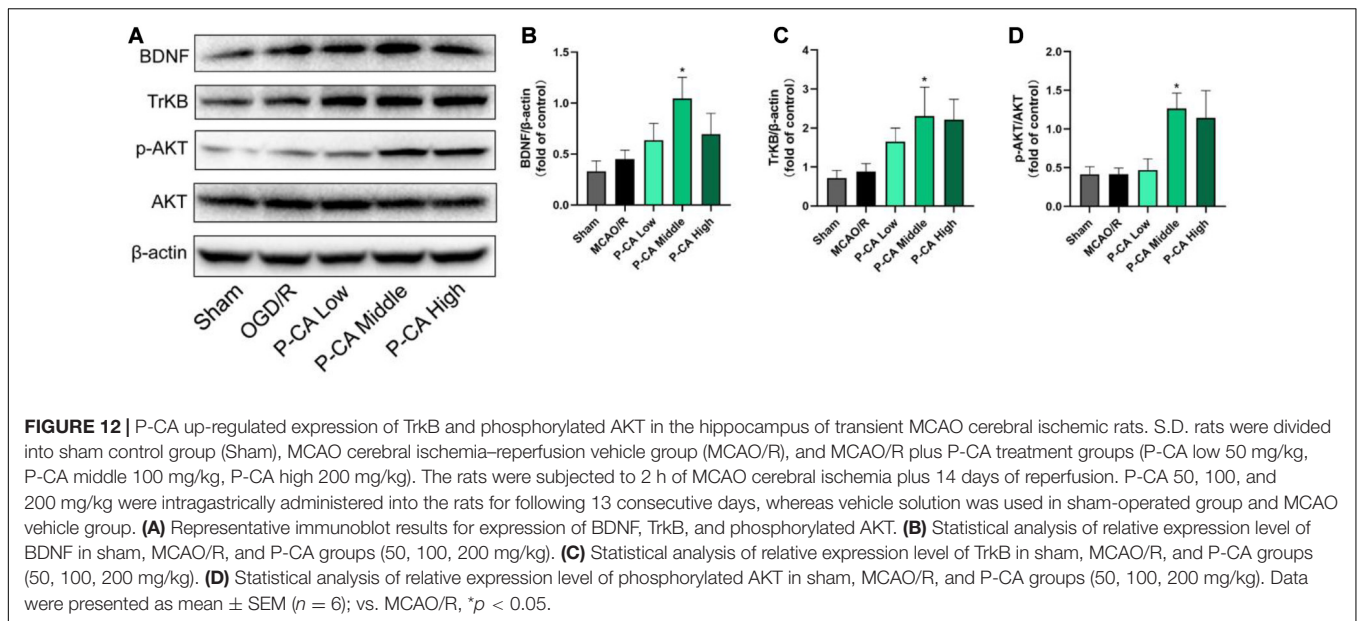 A
BDNF
TrKB
p-AKT
AKT
β-actin
Sham
OGD/R
P-CA Low
P-CA Middle
P-CA High
B
BDNF/β-actin
(fold of control)
1.5
1.0
0.5
0.0
*
Sham
MCAO/R
P-CA Low
P-CA Middle
P-CA High
C
TrKB/β-actin
(fold of control)
4
3
2
1
0
*
Sham
MCAO/R
P-CA Low
P-CA Middle
P-CA High
D
p-AKT/AKT
(fold of control)
2.0
1.5
1.0
0.5
0.0
*
Sham
MCAO/R
P-CA Low
P-CA Middle
P-CA High
FIGURE 12 | P-CA up-regulated expression of TrkB and phosphorylated AKT in the hippocampus of transient MCAO cerebral ischemic rats. S.D. rats were divided
into sham control group (Sham), MCAO cerebral ischemia–reperfusion vehicle group (MCAO/R), and MCAO/R plus P-CA treatment groups (P-CA low 50 mg/kg,
P-CA middle 100 mg/kg, P-CA high 200 mg/kg). The rats were subjected to 2 h of MCAO cerebral ischemia plus 14 days of reperfusion. P-CA 50, 100, and
200 mg/kg were intragastrically administered into the rats for following 13 consecutive days, whereas vehicle solution was used in sham-operated group and MCAO
vehicle group. (A) Representative immunoblot results for expression of BDNF, TrkB, and phosphorylated AKT. (B) Statistical analysis of relative expression level of
BDNF in sham, MCAO/R, and P-CA groups (50, 100, 200 mg/kg). (C) Statistical analysis of relative expression level of TrkB in sham, MCAO/R, and P-CA groups
(50, 100, 200 mg/kg). (D) Statistical analysis of relative expression level of phosphorylated AKT in sham, MCAO/R, and P-CA groups (50, 100, 200 mg/kg). Data
were presented as mean ± SEM (n = 6); vs. MCAO/R, *p < 0.05.